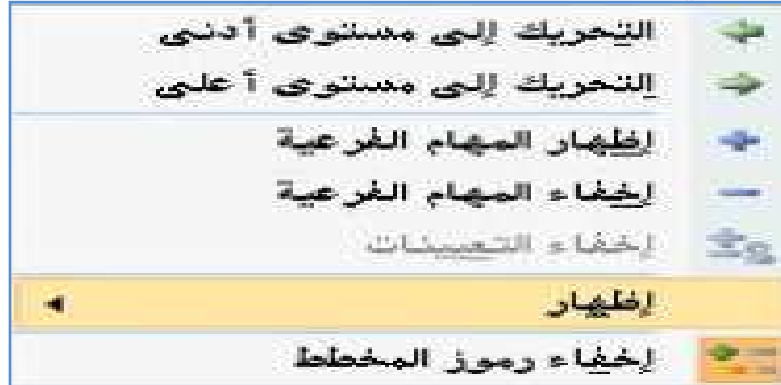 التحريك إلى مستوى أدنى
التحريك إلى مستوى أعلى
إظهار المهام الفرعية
إخفاء المهام الفرعية
إخفاء التعيينات
إظهار
إخفاء رموز المخطط